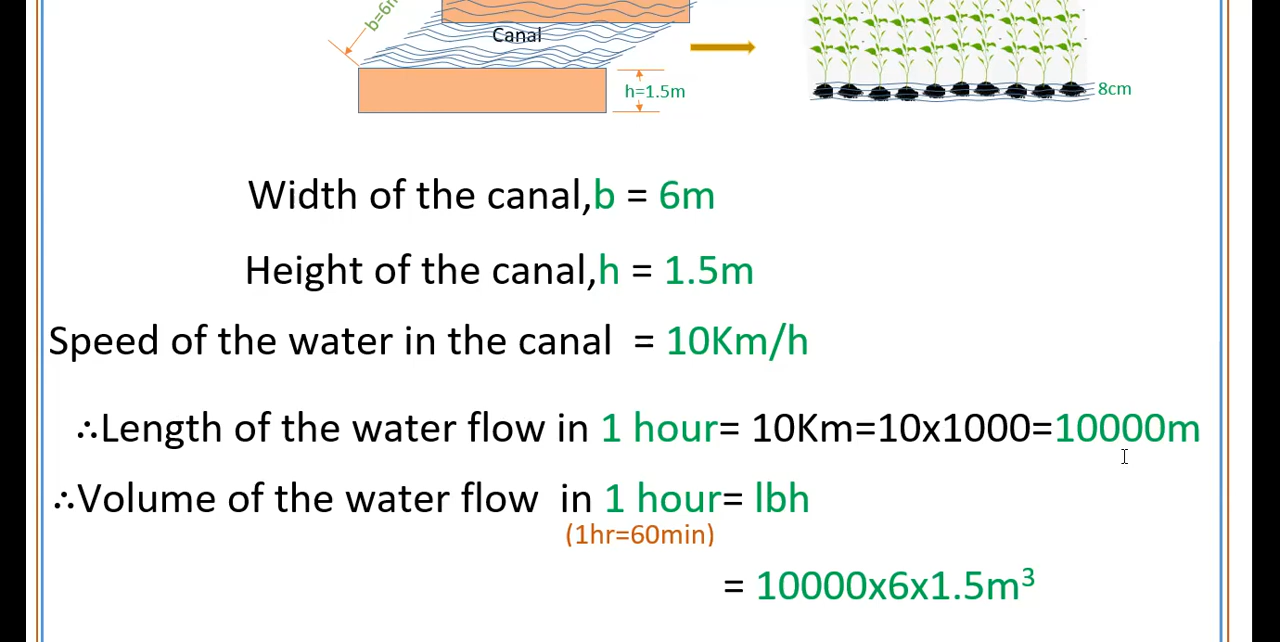 b=6m
Canal
h=1.5m
8cm
Width of the canal,b = 6m
Height of the canal,h = 1.5m
Speed of the water in the canal = 10Km/h
∴Length of the water flow in 1 hour= 10Km=10x1000=10000m
∴Volume of the water flow in 1 hour= lbh
(1hr=60min)
= 10000x6x1.5m³